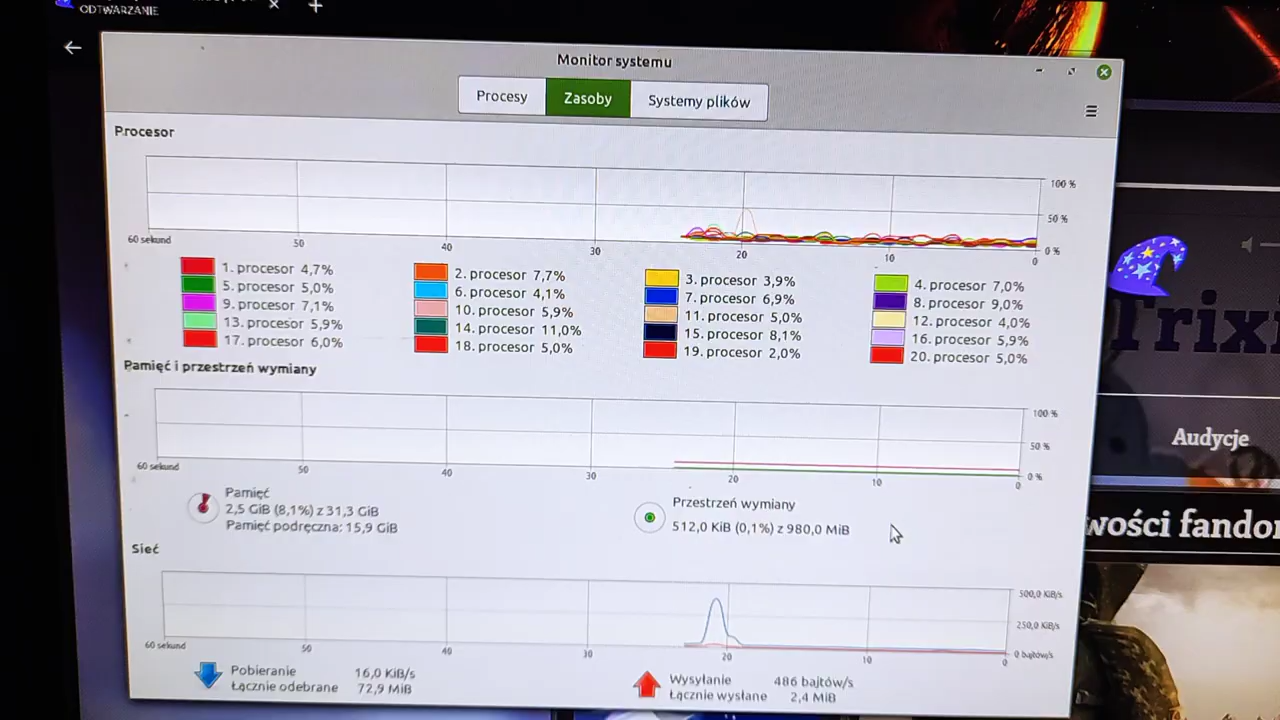 ODTWARZANIE
Monitor systemu
Procesy Zasoby Systemy plików
Procesor
100 %
50 %
0 %
60 sekund 50 40 30 20 10 0
1. procesor 4,7% 2. procesor 7,7% 3. procesor 3,9% 4. procesor 7,0%
5. procesor 5,0% 6. procesor 4,1% 7. procesor 6,9% 8. procesor 9,0%
9. procesor 7,1% 10. procesor 5,9% 11. procesor 5,0% 12. procesor 4,0%
13. procesor 5,9% 14. procesor 11,0% 15. procesor 8,1% 16. procesor 5,9%
17. procesor 6,0% 18. procesor 5,0% 19. procesor 2,0% 20. procesor 5,0%
Pamięć i przestrzeń wymiany
100 %
50 %
0 %
60 sekund 50 40 30 20 10 0
Pamięć
2,5 GiB (8,1%) z 31,3 GiB
Pamięć podręczna: 15,9 GiB
Przestrzeń wymiany
512,0 KiB (0,1%) z 980,0 MiB
Sieć
500,0 KiB/s
250,0 KiB/s
0 bajtów/s
60 sekund 50 40 30 20 10 0
Pobieranie 16,0 KiB/s
Łącznie odebrane 72,9 MiB
Wysyłanie 486 bajtów/s
Łącznie wysłane 2,4 MiB
Trixi
Audycje
wości fandor